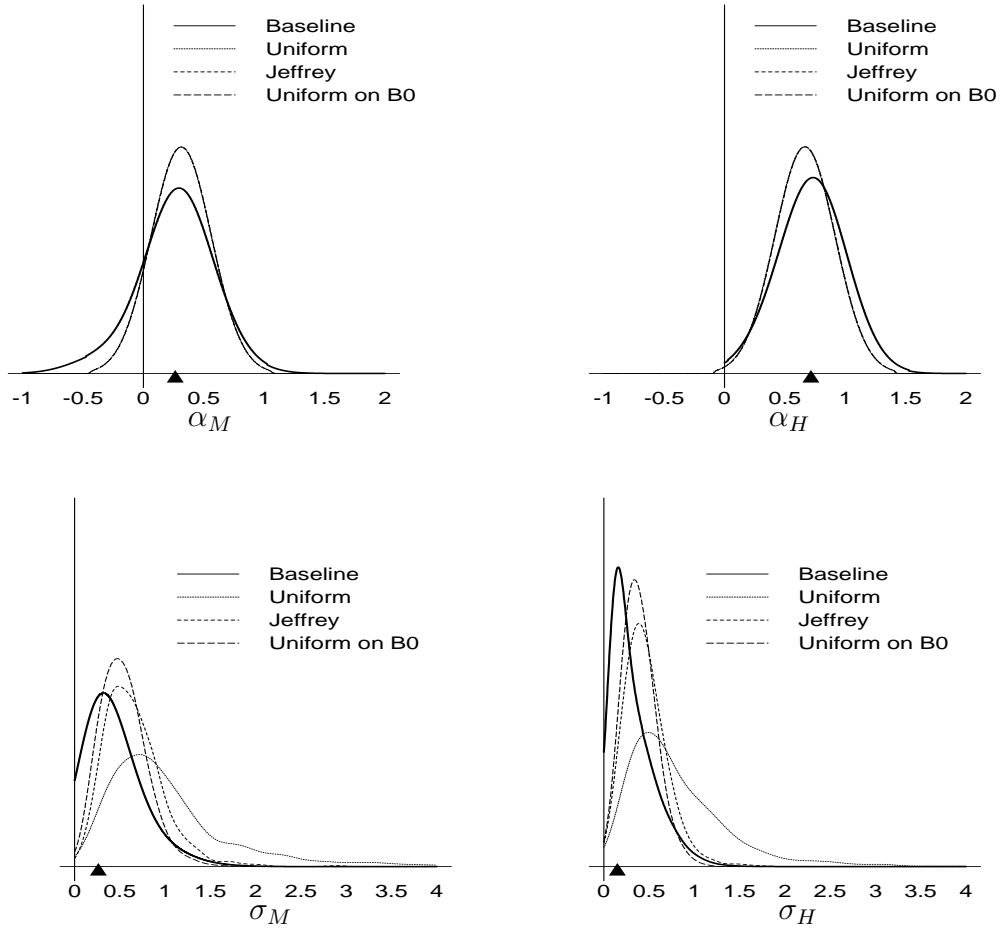 Baseline
Uniform
Jeffrey
Uniform on B0
-1 -0.5 0 0.5 1 1.5 2
α_M
Baseline
Uniform
Jeffrey
Uniform on B0
-1 -0.5 0 0.5 1 1.5 2
α_H
Baseline
Uniform
Jeffrey
Uniform on B0
0 0.5 1 1.5 2 2.5 3 3.5 4
σ_M
Baseline
Uniform
Jeffrey
Uniform on B0
0 0.5 1 1.5 2 2.5 3 3.5 4
σ_H